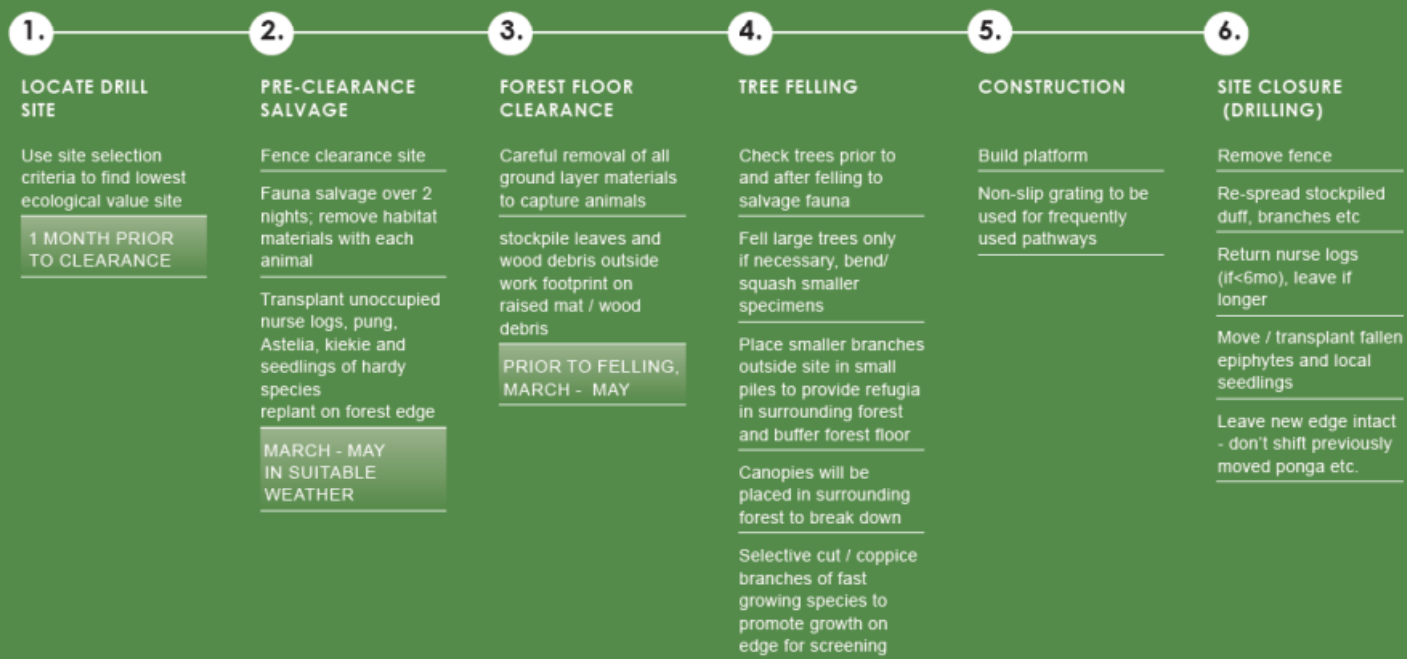 1.
LOCATE DRILL
SITE
Use site selection
criteria to find lowest
ecological value site
1 MONTH PRIOR
TO CLEARANCE
2.
PRE-CLEARANCE
SALVAGE
Fence clearance site
Fauna salvage over 2
nights; remove habitat
materials with each
animal
Transplant unoccupied
nurse logs, pung,
Astelia, kiekie and
seedlings of hardy
species
replant on forest edge
MARCH - MAY
IN SUITABLE
WEATHER
3.
FOREST FLOOR
CLEARANCE
Careful removal of all
ground layer materials
to capture animals
stockpile leaves and
wood debris outside
work footprint on
raised mat / wood
debris
PRIOR TO FELLING,
MARCH - MAY
4.
TREE FELLING
Check trees prior to
and after felling to
salvage fauna
Fell large trees only
if necessary, bend/
squash smaller
specimens
Place smaller branches
outside site in small
piles to provide refugia
in surrounding forest
and buffer forest floor
Canopies will be
placed in surrounding
forest to break down
Selective cut / coppice
branches of fast
growing species to
promote growth on
edge for screening
5.
CONSTRUCTION
Build platform
Non-slip grating to be
used for frequently
used pathways
6.
SITE CLOSURE
(DRILLING)
Remove fence
Re-spread stockpiled
duff, branches etc
Return nurse logs
(if<6mo), leave if
longer
Move / transplant fallen
epiphytes and local
seedlings
Leave new edge intact
- don't shift previously
moved ponga etc.